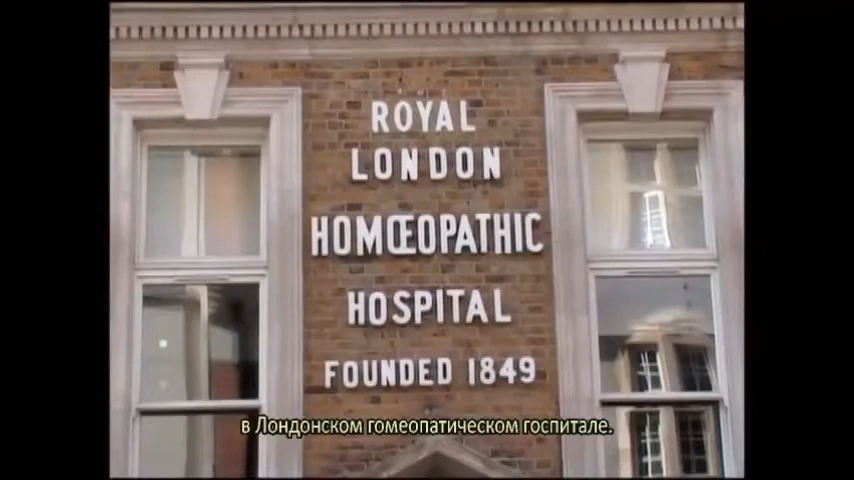 ROYAL
LONDON
HOMŒOPATHIC
HOSPITAL
FOUNDED 1849
в Лондонском гомеопатическом госпитале.